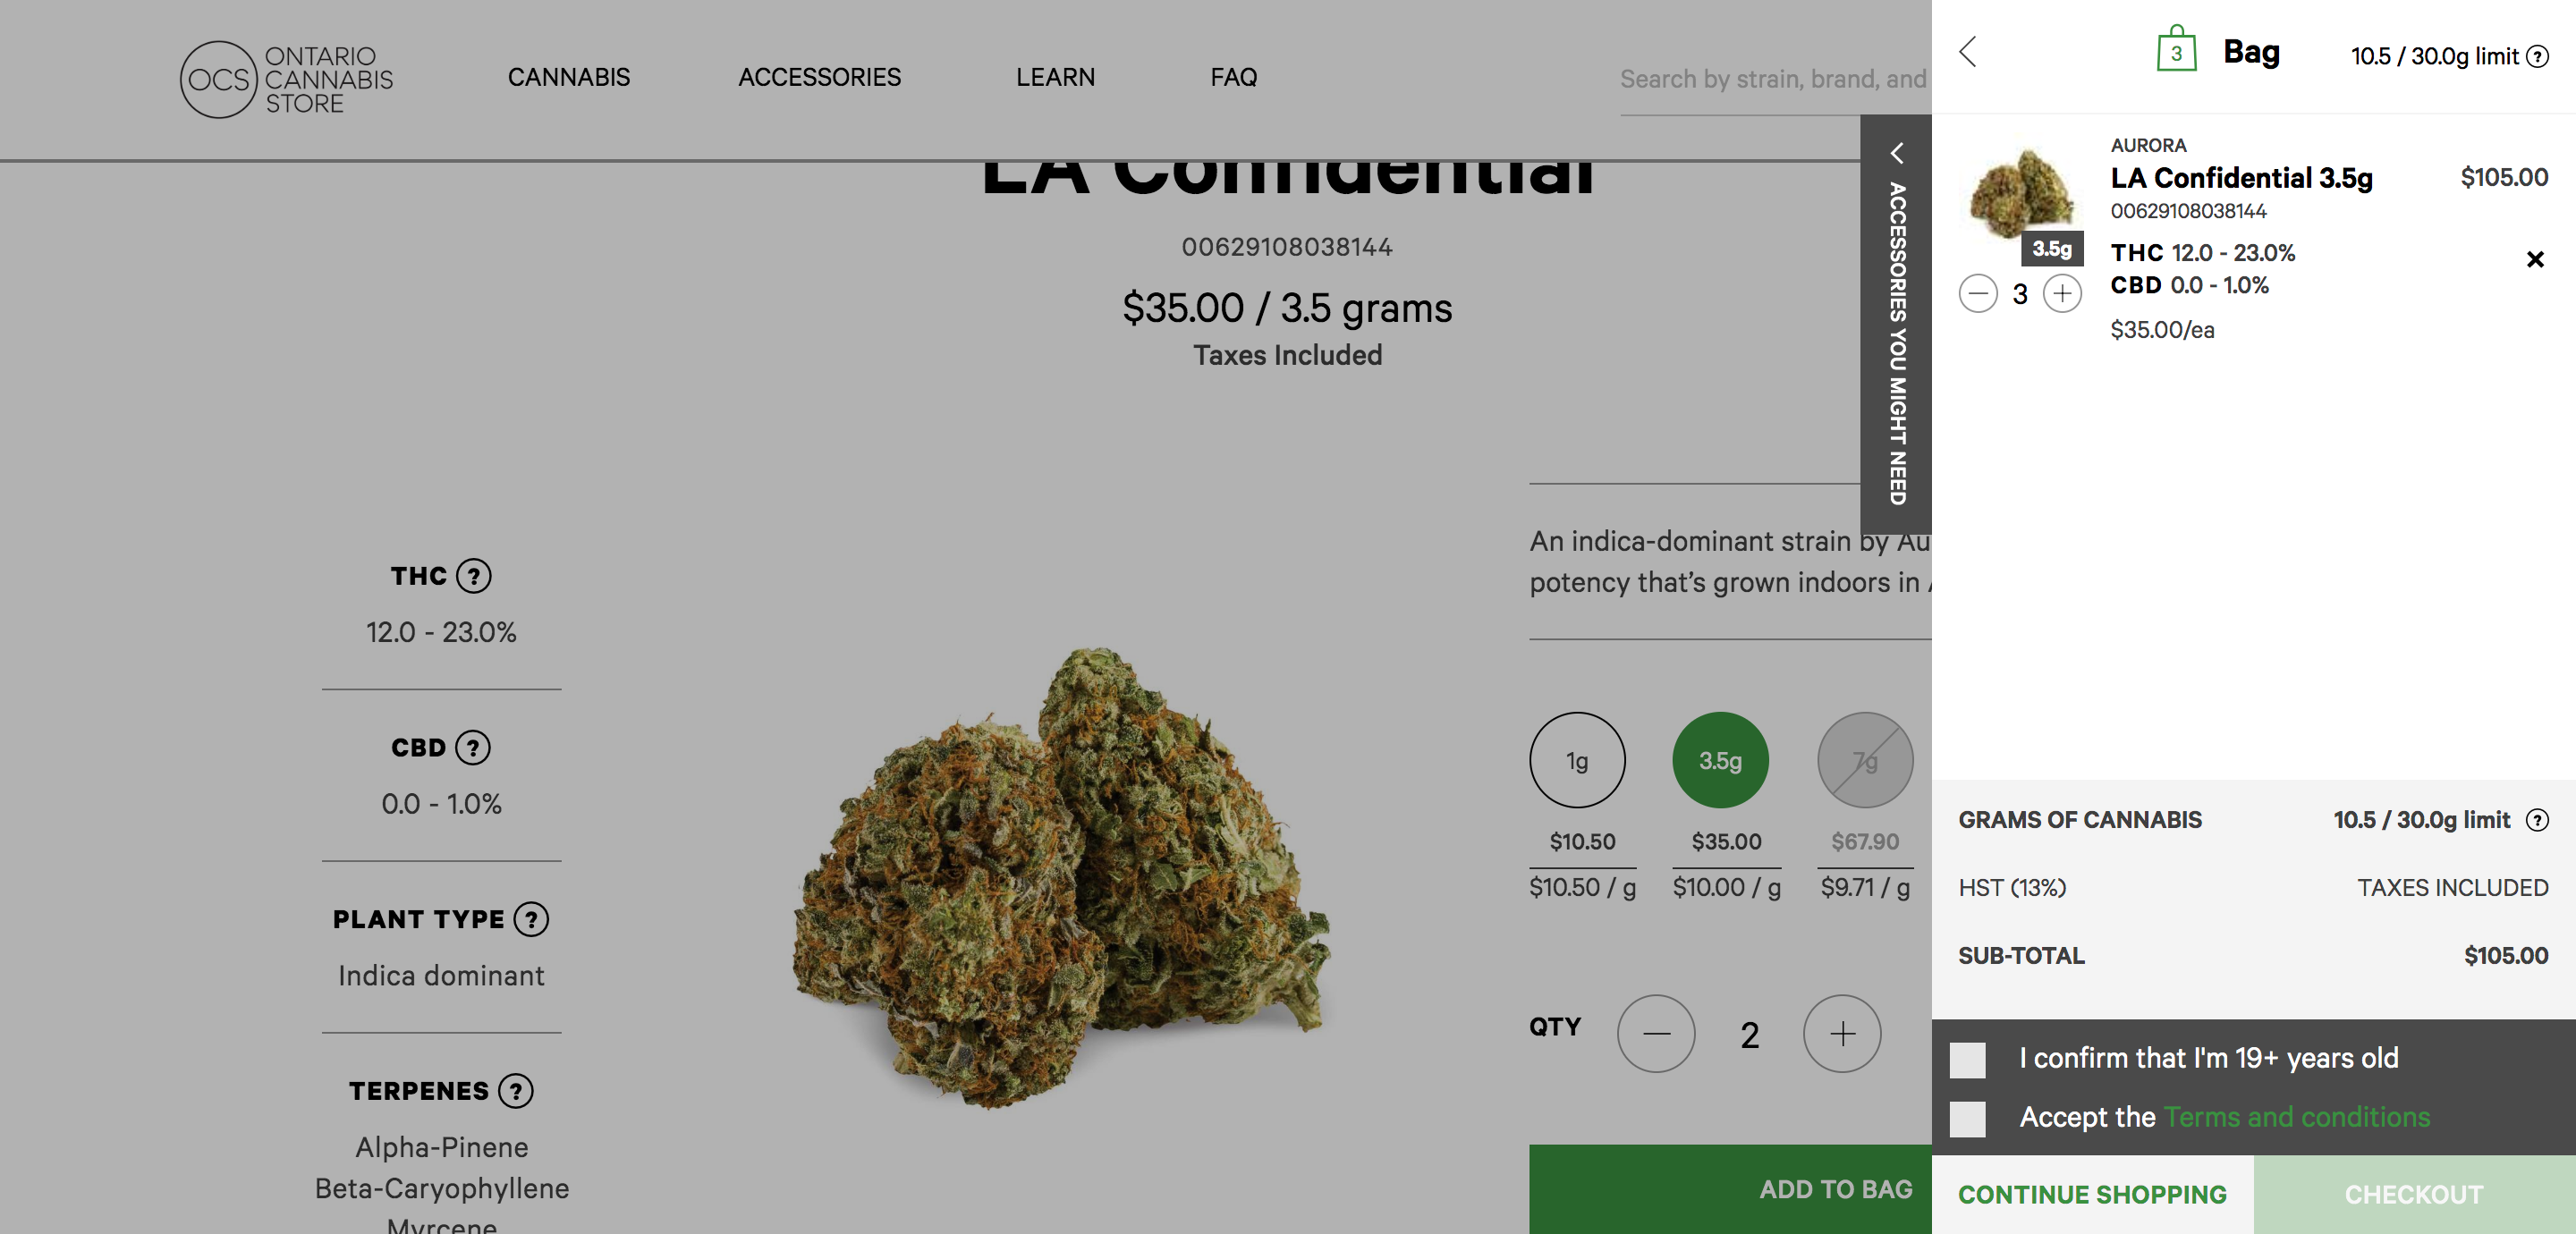 OCS
ONTARIO
CANNABIS
STORE
CANNABIS
ACCESSORIES
LEARN
FAQ
Search by strain, brand, and
LA Confidential
00629108038144
$35.00 / 3.5 grams
Taxes Included
THC ?
12.0 - 23.0%
CBD ?
0.0 - 1.0%
PLANT TYPE ?
Indica dominant
TERPENES ?
Alpha-Pinene
Beta-Caryophyllene
Myrcene
An indica-dominant strain by Au
potency that's grown indoors in
1g
3.5g
7g
$10.50
$35.00
$67.90
$10.50 / g
$10.00 / g
$9.71 / g
QTY
2
ADD TO BAG
ACCESSORIES YOU MIGHT NEED
3
Bag
10.5 / 30.0g limit ?
AURORA
LA Confidential 3.5g
$105.00
00629108038144
3.5g
THC 12.0 - 23.0%
CBD 0.0 - 1.0%
3
$35.00/ea
GRAMS OF CANNABIS
10.5 / 30.0g limit ?
HST (13%)
TAXES INCLUDED
SUB-TOTAL
$105.00
I confirm that I'm 19+ years old
Accept the Terms and conditions
CONTINUE SHOPPING
CHECKOUT